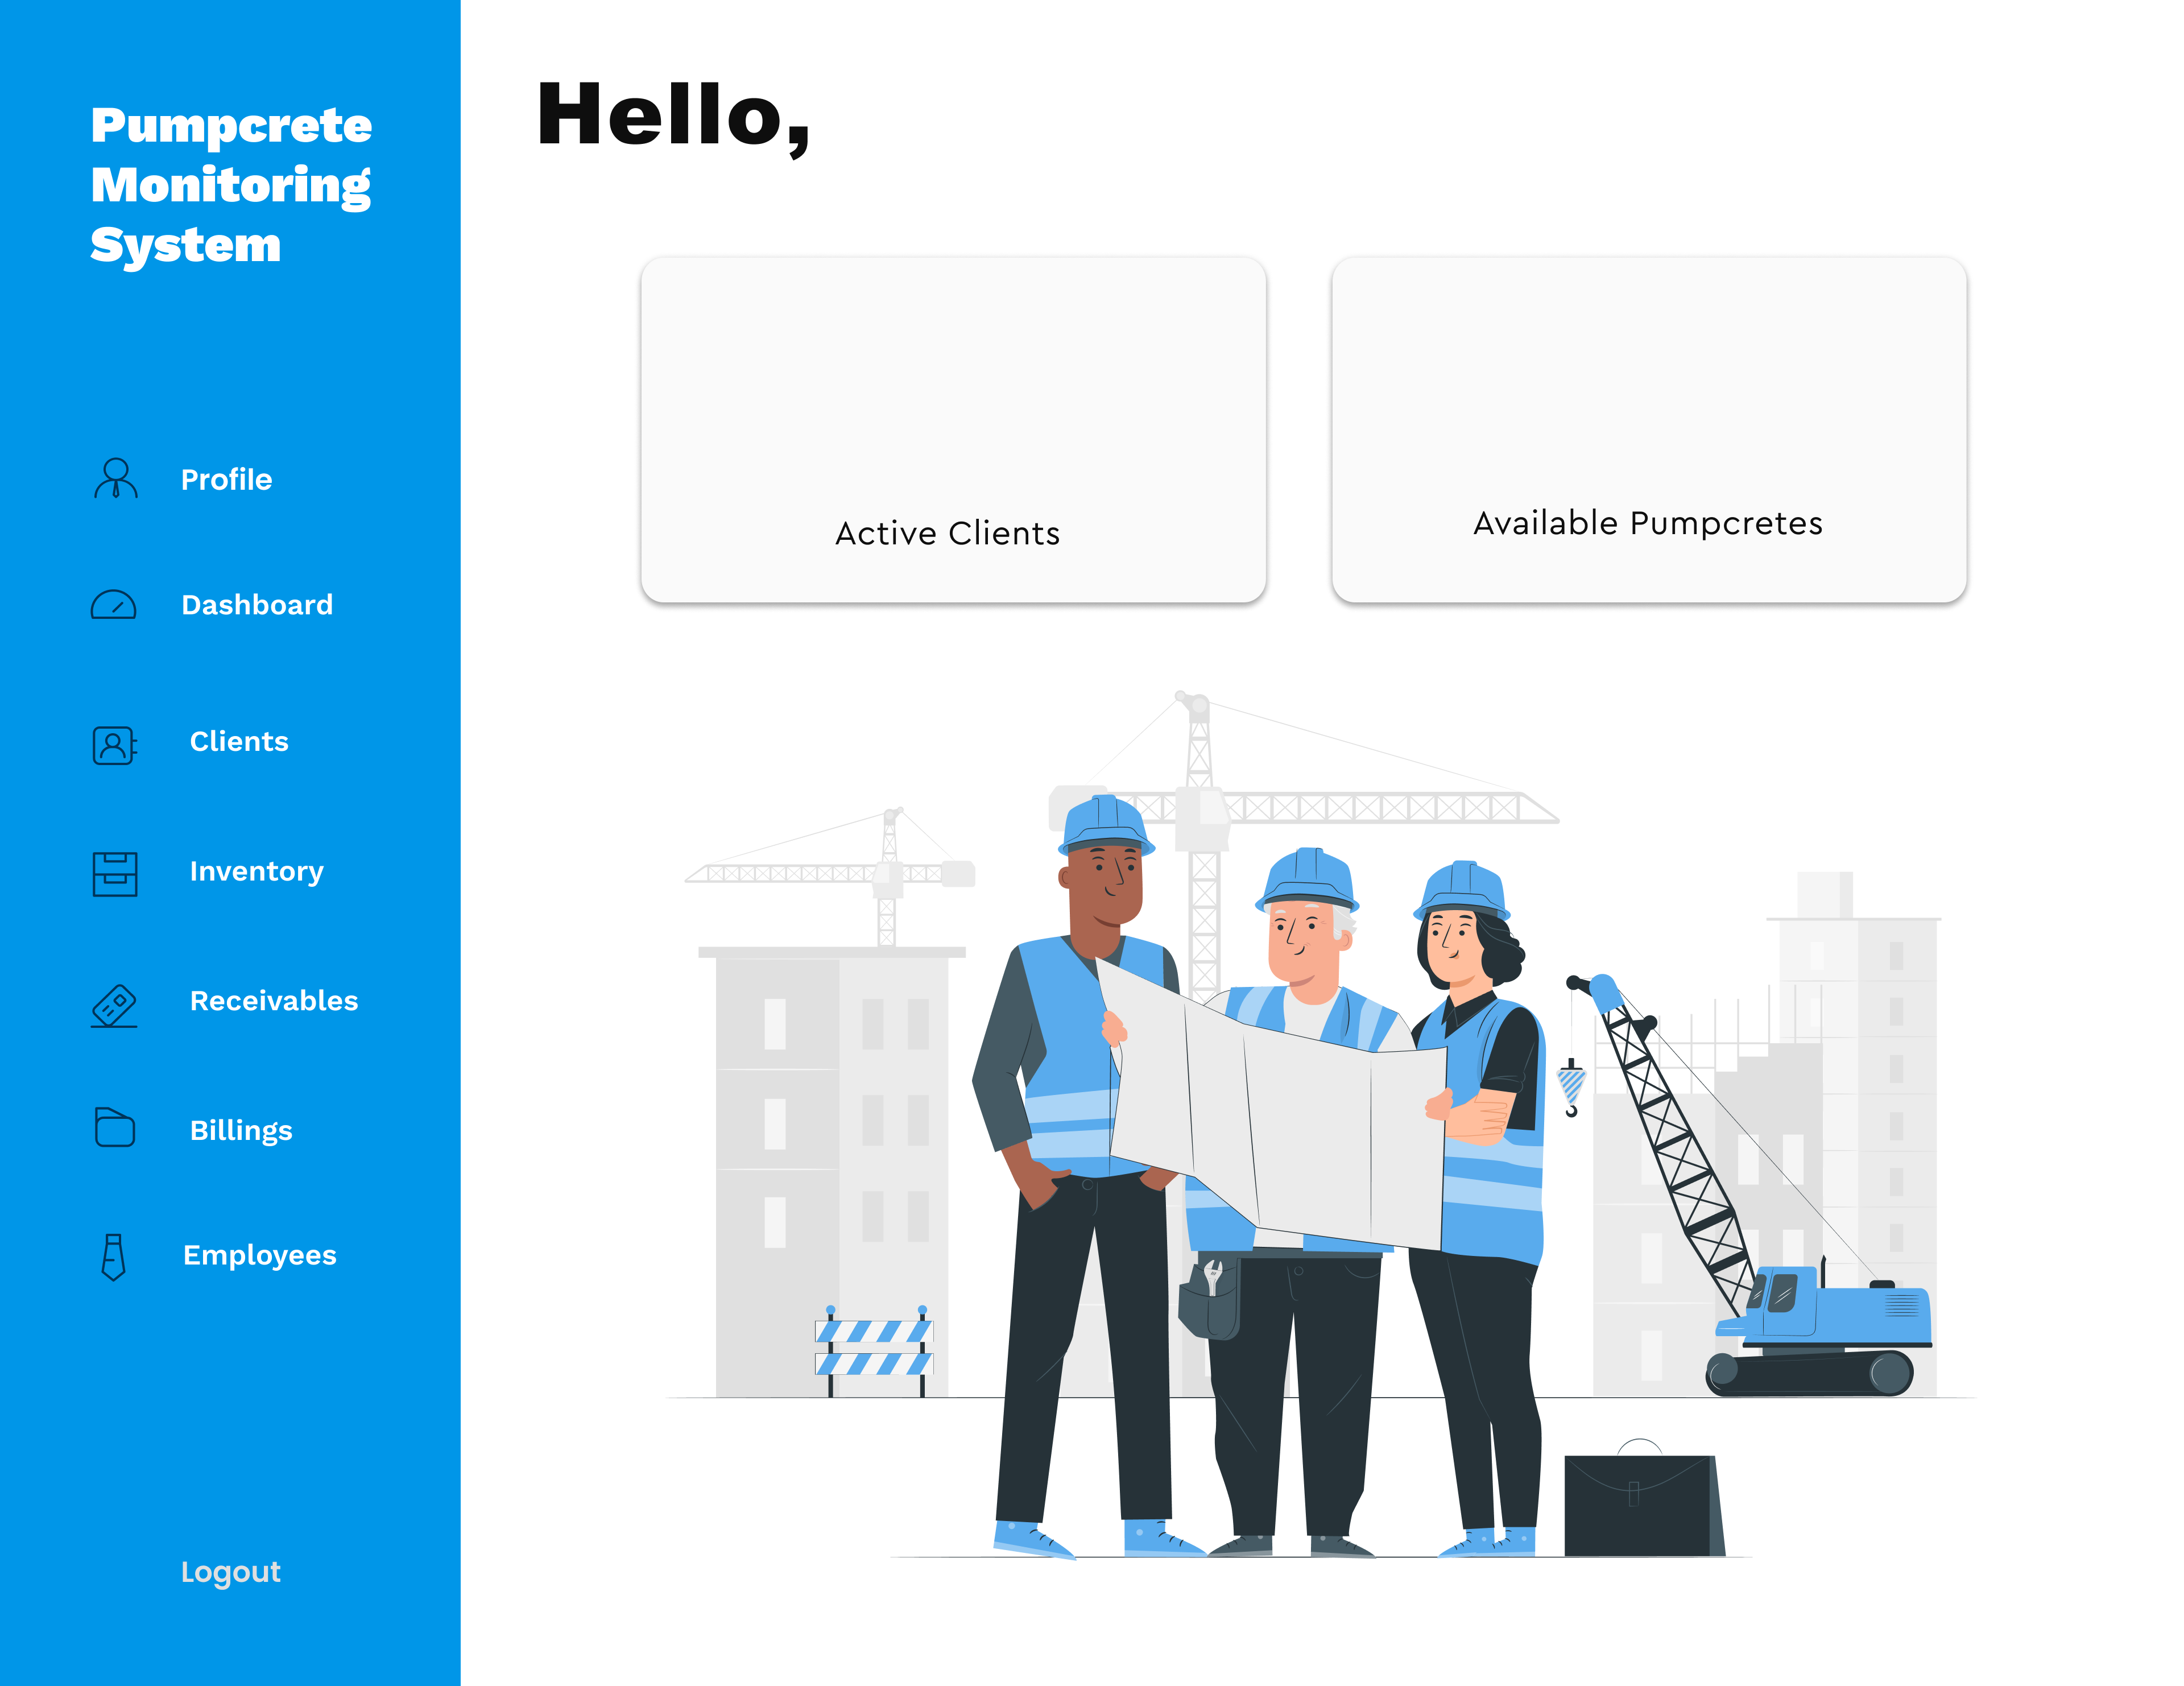 Pumpcrete
Monitoring
System
Profile
Dashboard
Clients
Inventory
Receivables
Billings
Employees
Logout
Hello,
Active Clients
Available Pumpcretes